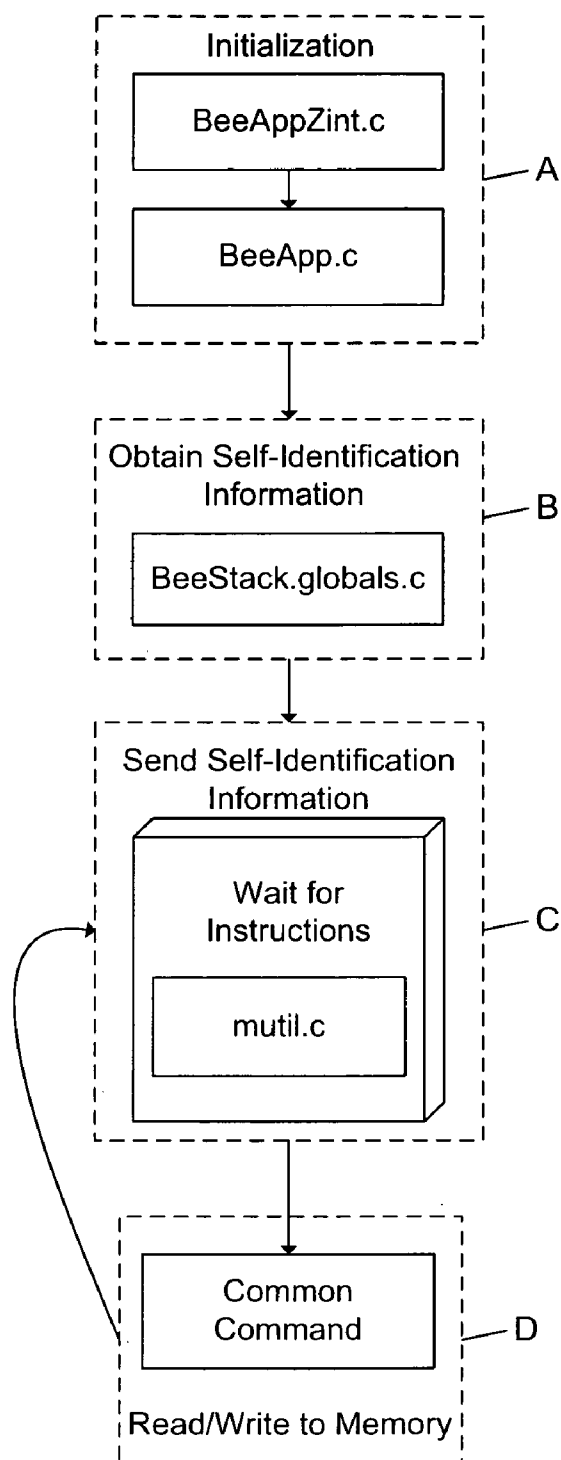 Initialization
BeeAppZint.c
A
BeeApp.c
Obtain Self-Identification
Information
B
BeeStack.globals.c
Send Self-Identification
Information
Wait for
Instructions
C
mutil.c
Common
Command
D
Read/Write to Memory